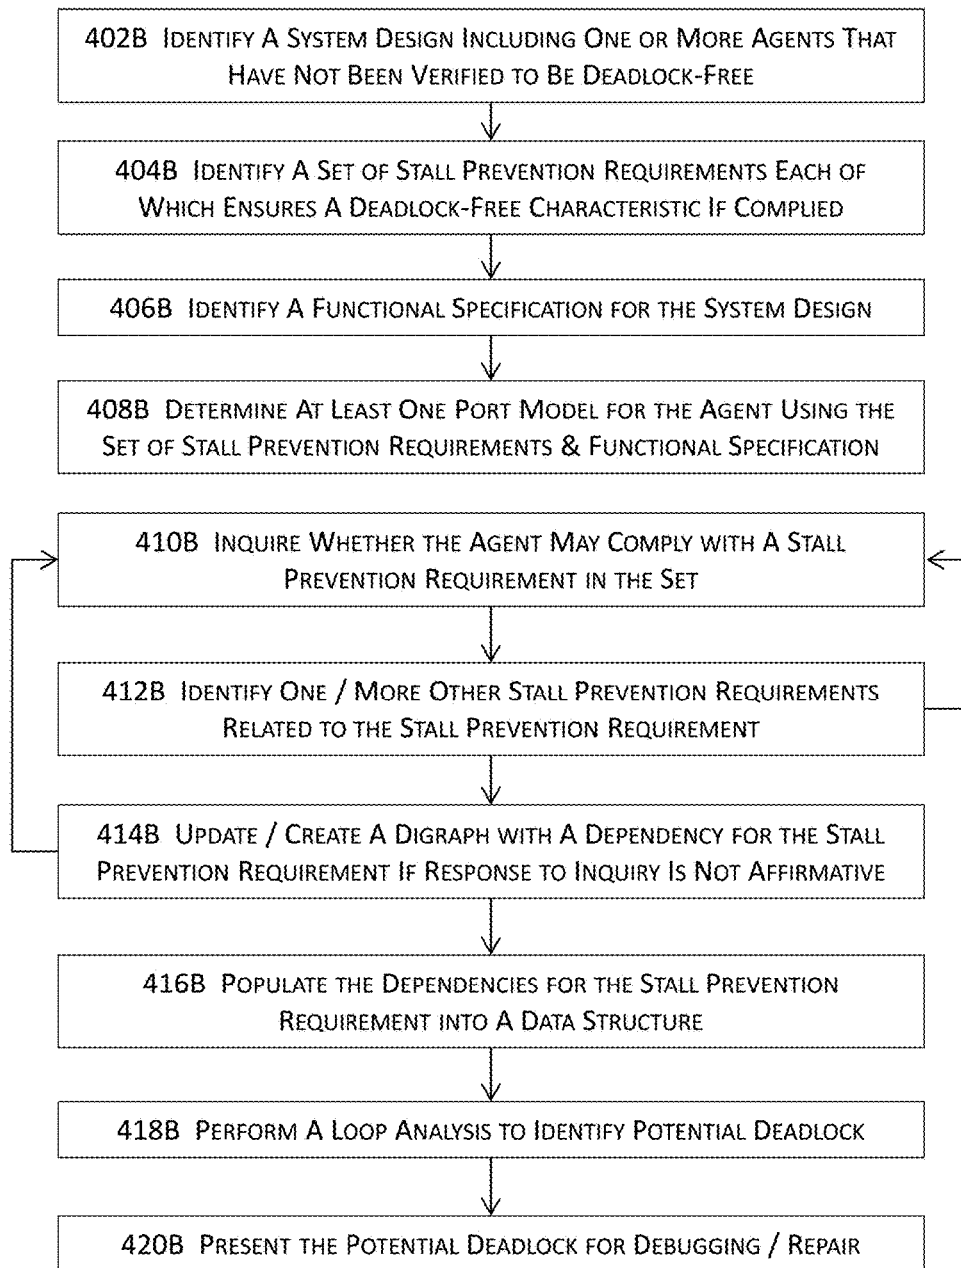 402B IDENTIFY A SYSTEM DESIGN INCLUDING ONE OR MORE AGENTS THAT
HAVE NOT BEEN VERIFIED TO BE DEADLOCK-FREE
404B IDENTIFY A SET OF STALL PREVENTION REQUIREMENTS EACH OF
WHICH ENSURES A DEADLOCK-FREE CHARACTERISTIC IF COMPLIED
406B IDENTIFY A FUNCTIONAL SPECIFICATION FOR THE SYSTEM DESIGN
408B DETERMINE AT LEAST ONE PORT MODEL FOR THE AGENT USING THE
SET OF STALL PREVENTION REQUIREMENTS & FUNCTIONAL SPECIFICATION
410B INQUIRE WHETHER THE AGENT MAY COMPLY WITH A STALL
PREVENTION REQUIREMENT IN THE SET
412B IDENTIFY ONE / MORE OTHER STALL PREVENTION REQUIREMENTS
RELATED TO THE STALL PREVENTION REQUIREMENT
414B UPDATE / CREATE A DIGRAPH WITH A DEPENDENCY FOR THE STALL
PREVENTION REQUIREMENT IF RESPONSE TO INQUIRY IS NOT AFFIRMATIVE
416B POPULATE THE DEPENDENCIES FOR THE STALL PREVENTION
REQUIREMENT INTO A DATA STRUCTURE
418B PERFORM A LOOP ANALYSIS TO IDENTIFY POTENTIAL DEADLOCK
420B PRESENT THE POTENTIAL DEADLOCK FOR DEBUGGING / REPAIR